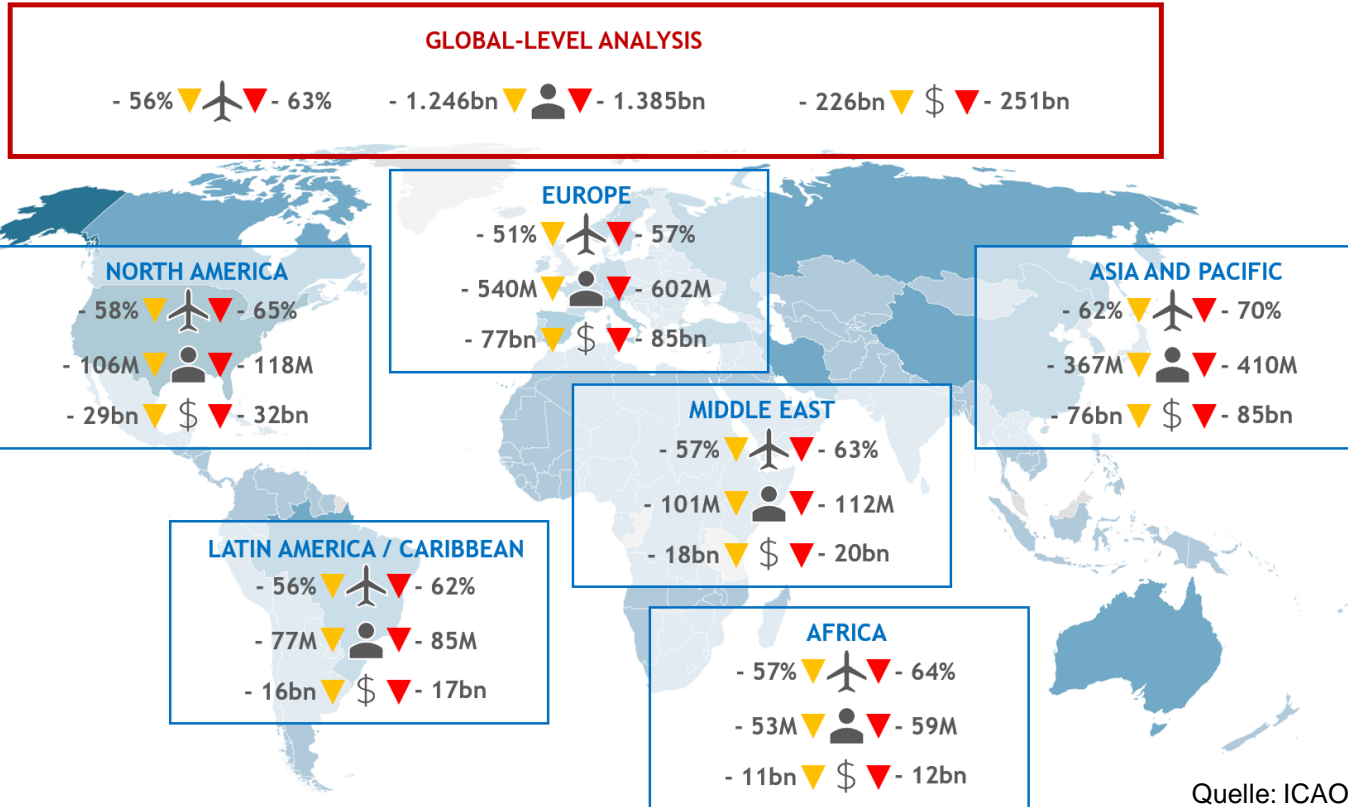 GLOBAL-LEVEL ANALYSIS
- 56% - 63% - 1.246bn - 1.385bn - 226bn $ - 251bn
EUROPE
- 51% - 57%
- 540M - 602M
- 77bn $ - 85bn
NORTH AMERICA
- 58% - 65%
- 106M - 118M
- 29bn $ - 32bn
ASIA AND PACIFIC
- 62% - 70%
- 367M - 410M
- 76bn $ - 85bn
MIDDLE EAST
- 57% - 63%
- 101M - 112M
- 18bn $ - 20bn
LATIN AMERICA / CARIBBEAN
- 56% - 62%
- 77M - 85M
- 16bn $ - 17bn
AFRICA
- 57% - 64%
- 53M - 59M
- 11bn $ - 12bn
Quelle: ICAO